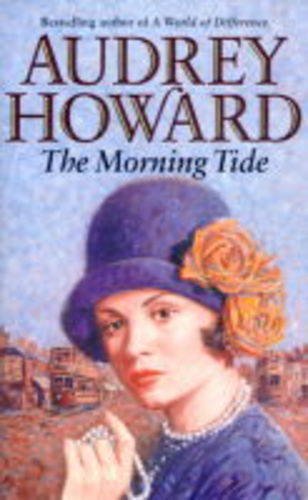 Bestselling author of A World of Difference
AUDREY
HOWARD
The Morning Tide